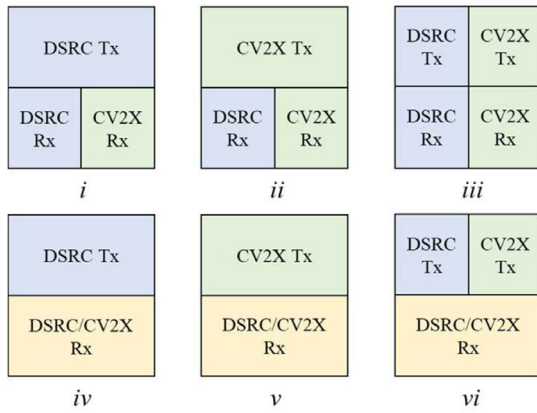 DSRC Tx
DSRC
Rx
CV2X
Rx
i
CV2X Tx
DSRC
Rx
CV2X
Rx
ii
DSRC
Tx
CV2X
Tx
DSRC
Rx
CV2X
Rx
iii
DSRC Tx
DSRC/CV2X
Rx
iv
CV2X Tx
DSRC/CV2X
Rx
v
DSRC
Tx
CV2X
Tx
DSRC/CV2X
Rx
vi